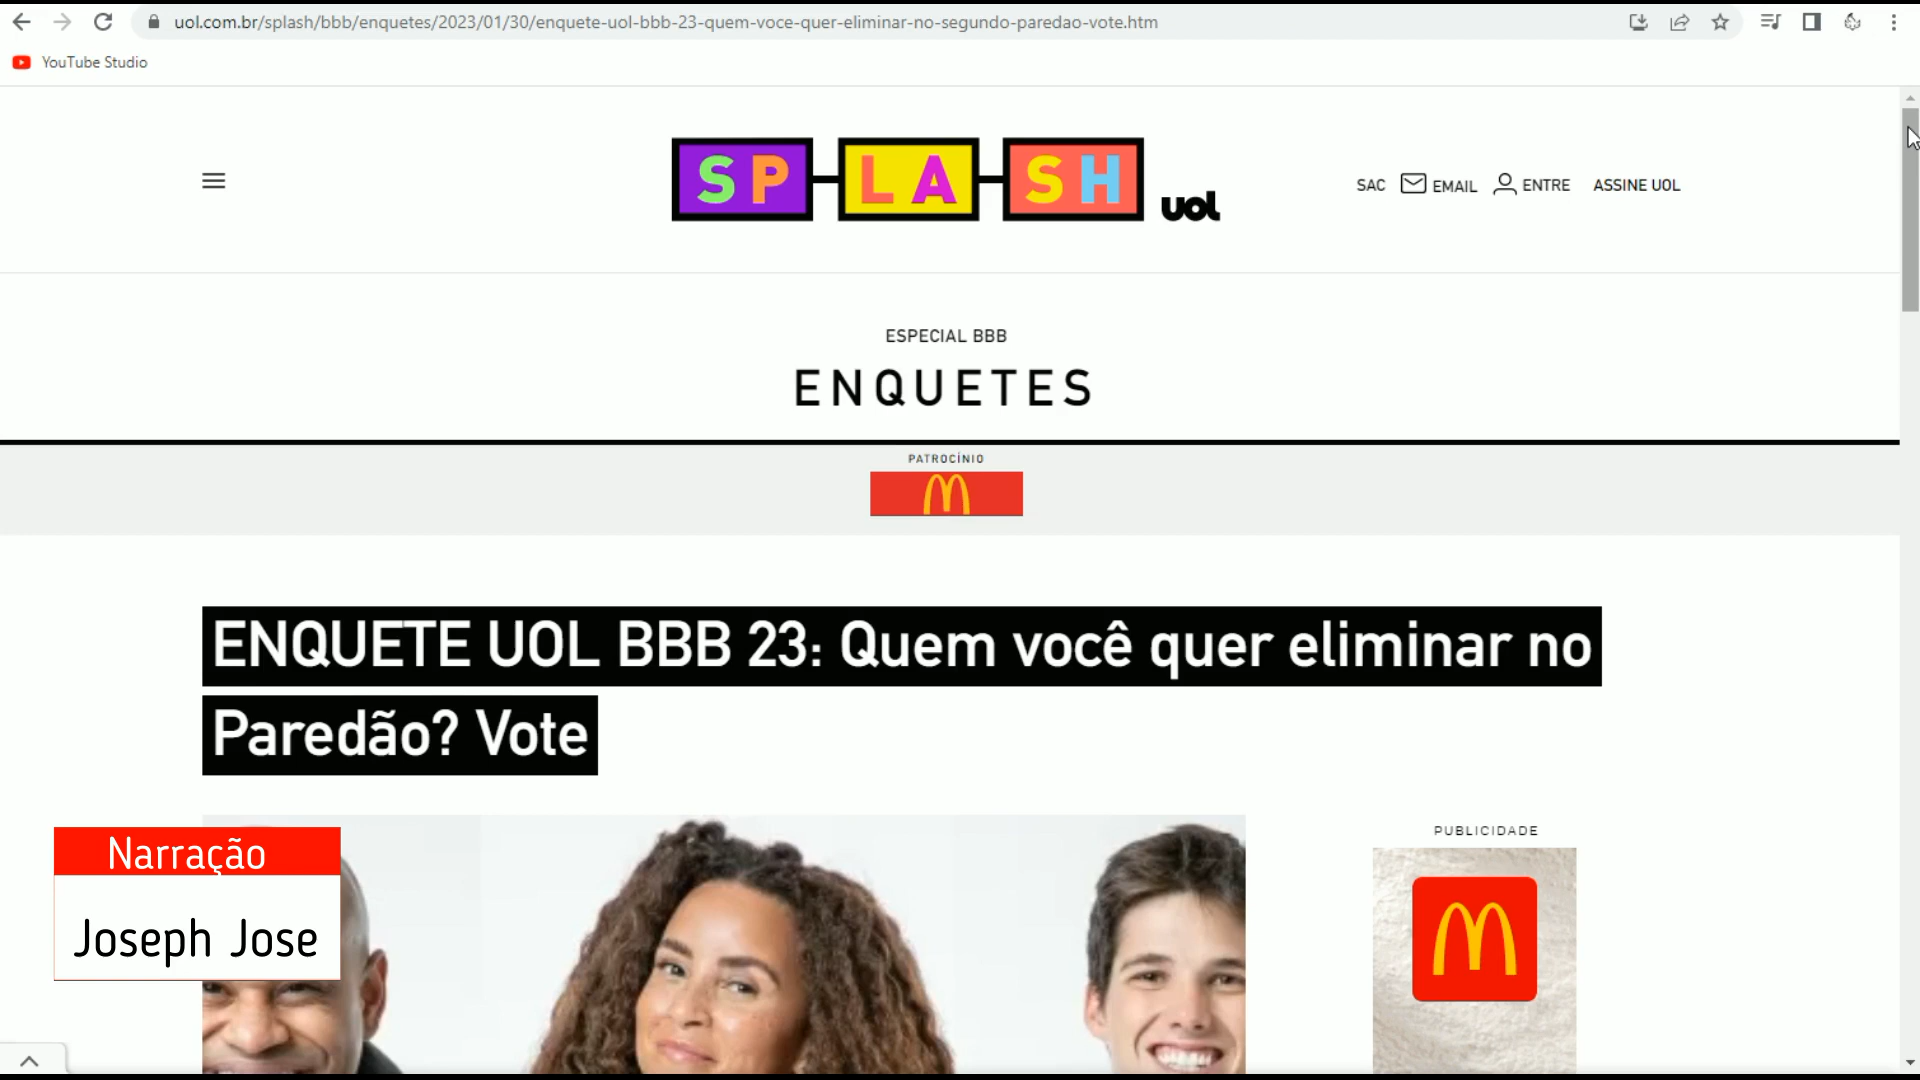 uol.com.br/splash/bbb/enquetes/2023/01/30/enquete-uol-bbb-23-quem-voce-quer-eliminar-no-segundo-paredao-vote.htm
YouTube Studio
SPLASH uol
SAC EMAIL ENTRE ASSINE UOL
ESPECIAL BBB
ENQUETES
PATROCÍNIO
ENQUETE UOL BBB 23: Quem você quer eliminar no
Paredão? Vote
PUBLICIDADE
Narração
Joseph Jose